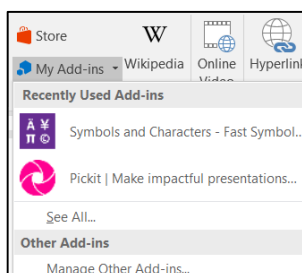 Store
My Add-ins
Wikipedia
Online
Video
Hyperlink
Recently Used Add-ins
Symbols and Characters - Fast Symbol...
Pickit | Make impactful presentations...
See All...
Other Add-ins
Manage Other Add-ins...